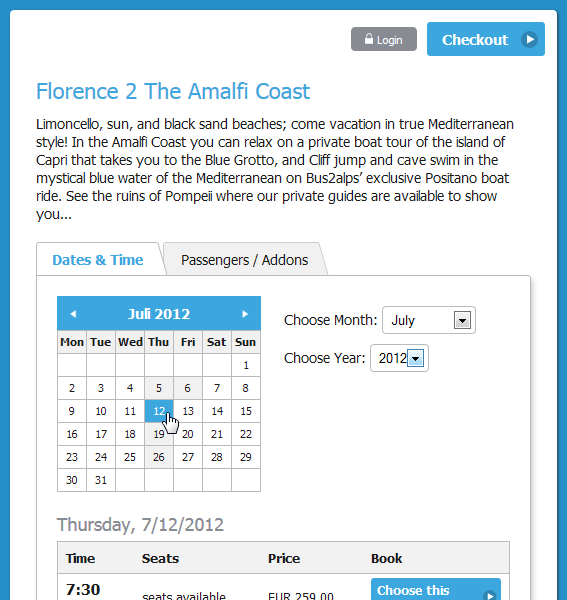 Login
Checkout
Florence 2 The Amalfi Coast
Limoncello, sun, and black sand beaches; come vacation in true Mediterranean
style! In the Amalfi Coast you can relax on a private boat tour of the island of
Capri that takes you to the Blue Grotto, and Cliff jump and cave swim in the
mystical blue water of the Mediterranean on Bus2alps’ exclusive Positano boat
ride. See the ruins of Pompeii where our private guides are available to show
you...
Dates & Time Passengers / Addons
Juli 2012
Choose Month: July
Mon Tue Wed Thu Fri Sat Sun
Choose Year: 2012
1
2 3 4 5 6 7 8
9 10 11 12 13 14 15
16 17 18 19 20 21 22
23 24 25 26 27 28 29
30 31
Thursday, 7/12/2012
Time Seats Price Book
7:30 seats available EUR 259.00 Choose this